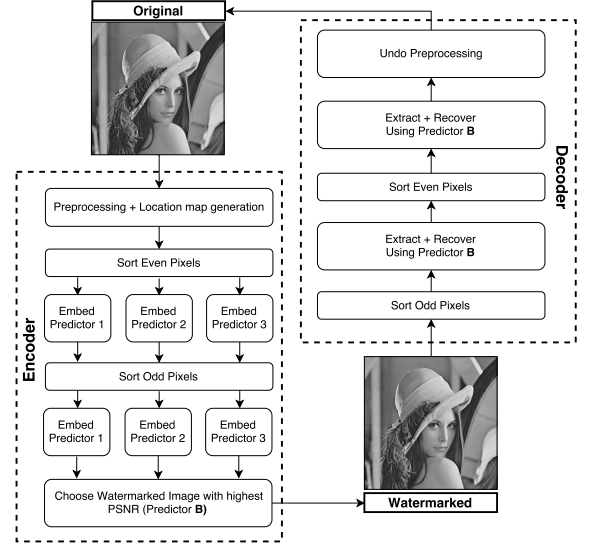 Original
Encoder
Preprocessing + Location map generation
Sort Even Pixels
Embed
Predictor 1
Embed
Predictor 2
Embed
Predictor 3
Sort Odd Pixels
Embed
Predictor 1
Embed
Predictor 2
Embed
Predictor 3
Choose Watermarked Image with highest
PSNR (Predictor B)
Decoder
Undo Preprocessing
Extract + Recover
Using Predictor B
Sort Even Pixels
Extract + Recover
Using Predictor B
Sort Odd Pixels
Watermarked